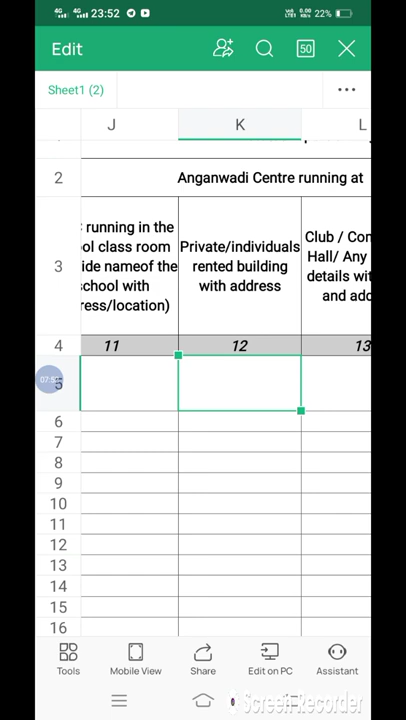 4G 4G 23:52 22%
Edit 50
Sheet1 (2)
J K L
2 Anganwadi Centre running at
running in the
ol class room
ide nameof the
school with
ress/location)
3 Private/individuals
rented building
with address
Club / Con
Hall/ Any
details wit
and add
4 11 12 13
5
6
7
8
9
10
11
12
13
14
15
16
Tools Mobile View Share Edit on PC Assistant
Screen Recorder